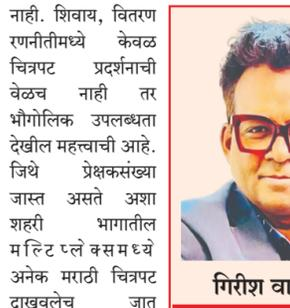 नाही. शिवाय, वितरण
रणनीतीमध्ये केवळ
चित्रपट प्रदर्शनाची
वेळच नाही तर
भौगोलिक उपलब्धता
देखील महत्त्वाची आहे.
जिथे प्रेक्षकसंख्या
जास्त असते अशा
शहरी भागातील
मल्टिप्लेक्समध्ये
अनेक मराठी चित्रपट
दाखवलेच जात
गिरीश वा